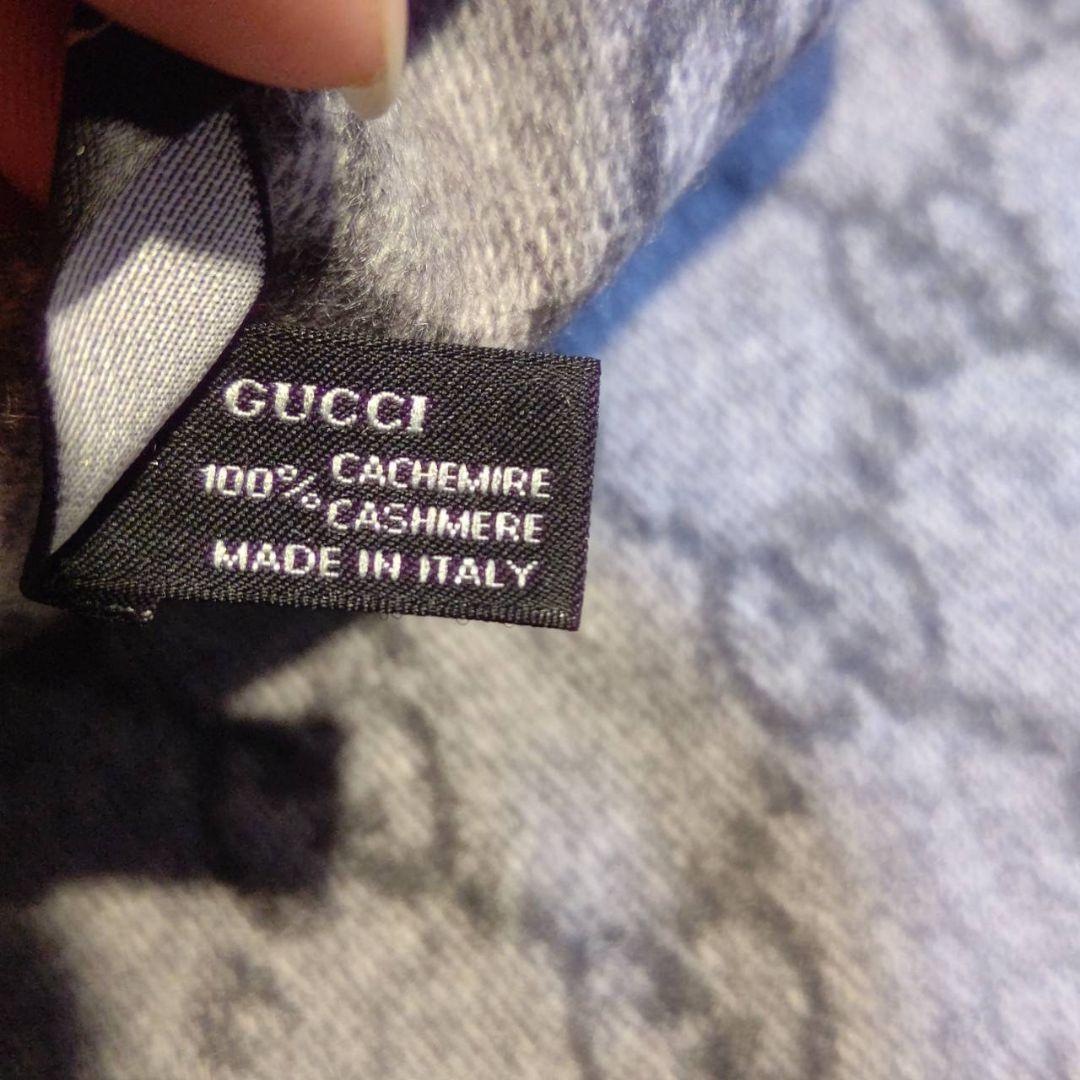 GUCCI
100% CACHEMIRE
CASHMERE
MADE IN ITALY